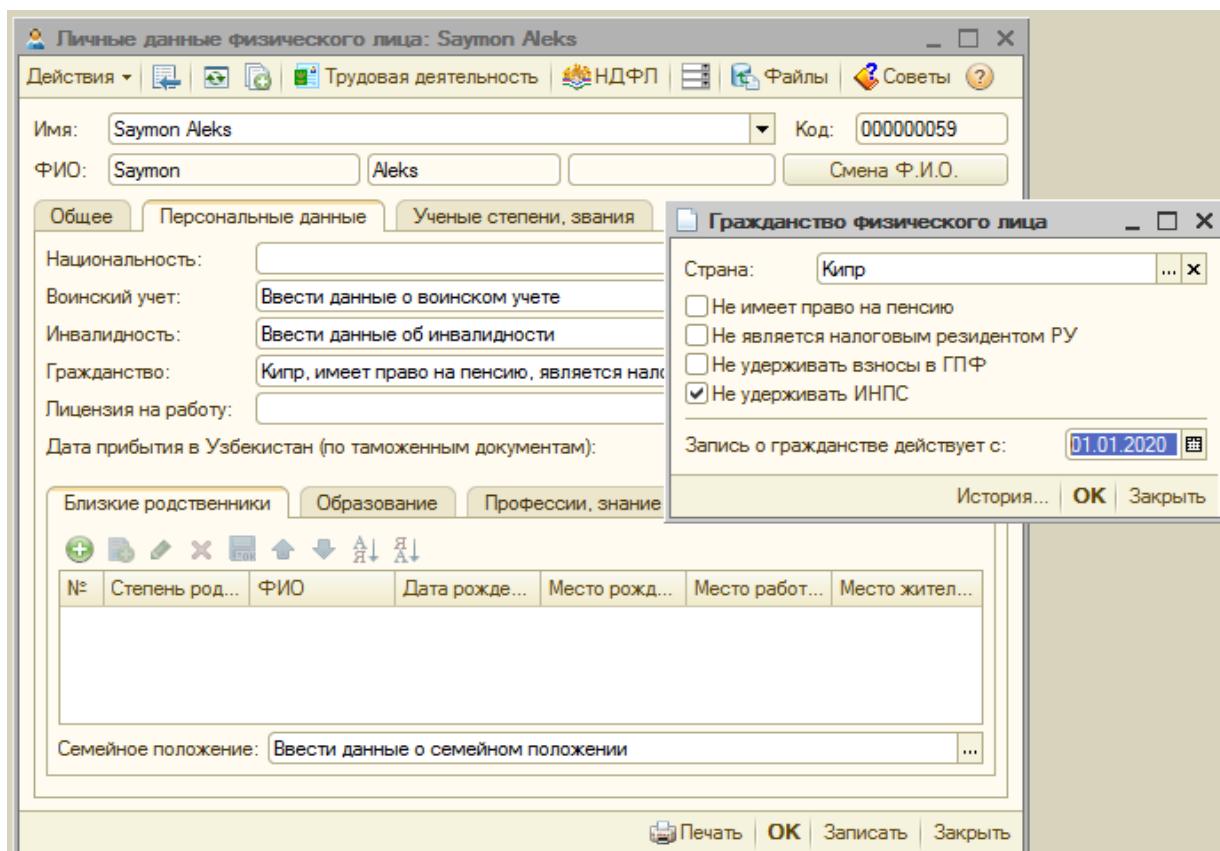 Личные данные физического лица: Saymon Aleks
Действия Трудовая деятельность НДФЛ Файлы Советы ?
Имя: Saymon Aleks Код: 000000059
ФИО: Saymon Aleks Смена Ф.И.О.
Общее Персональные данные Ученые степени, звания
Национальность:
Воинский учет: Ввести данные о воинском учете
Инвалидность: Ввести данные об инвалидности
Гражданство: Кипр, имеет право на пенсию, является нало
Лицензия на работу:
Дата прибытия в Узбекистан (по таможенным документам):
Гражданство физического лица
Страна: Кипр ... x
Не имеет право на пенсию
Не является налоговым резидентом РУ
Не удерживать взносы в ГПФ
Не удерживать ИНПС
Запись о гражданстве действует с: 01.01.2020
История... ОК Закрыть
Близкие родственники Образование Профессии, знание
№ Степень род... ФИО Дата рожде... Место рожд... Место работ... Место жител...
Семейное положение: Ввести данные о семейном положении ...
Печать ОК Записать Закрыть